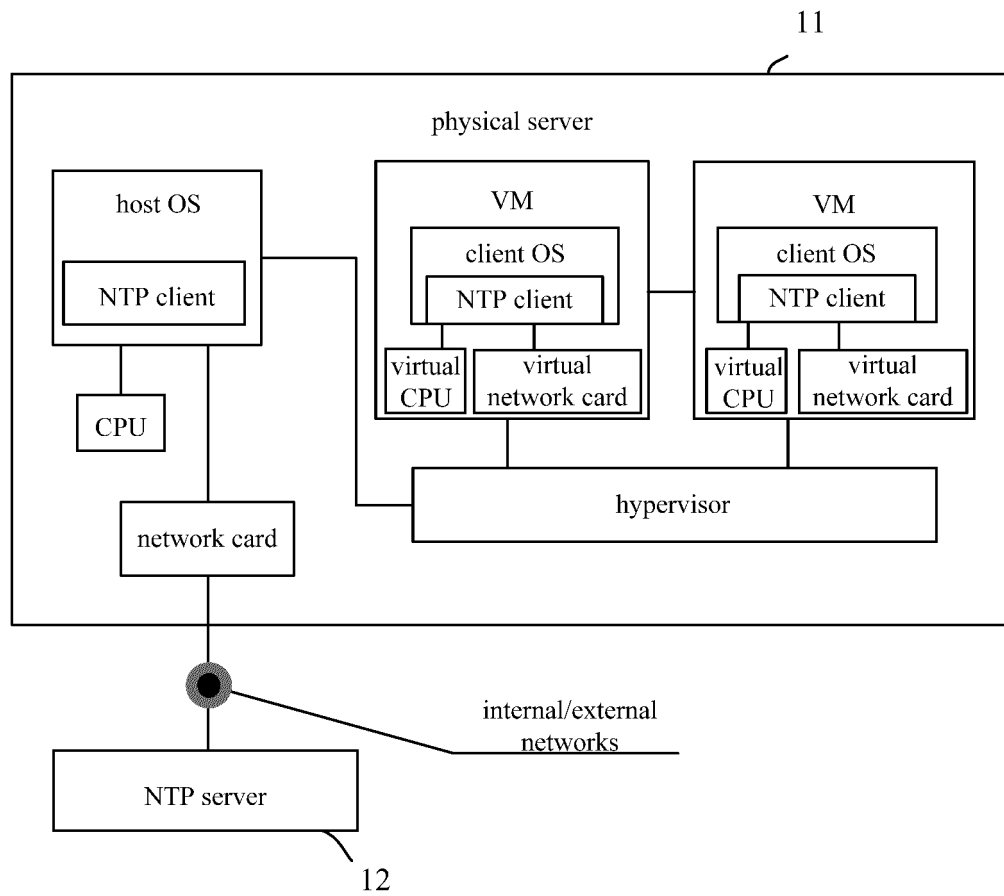 11
physical server
host OS
NTP client
CPU
network card
VM
client OS
NTP client
virtual
CPU
virtual
network card
VM
client OS
NTP client
virtual
CPU
virtual
network card
hypervisor
internal/external
networks
NTP server
12